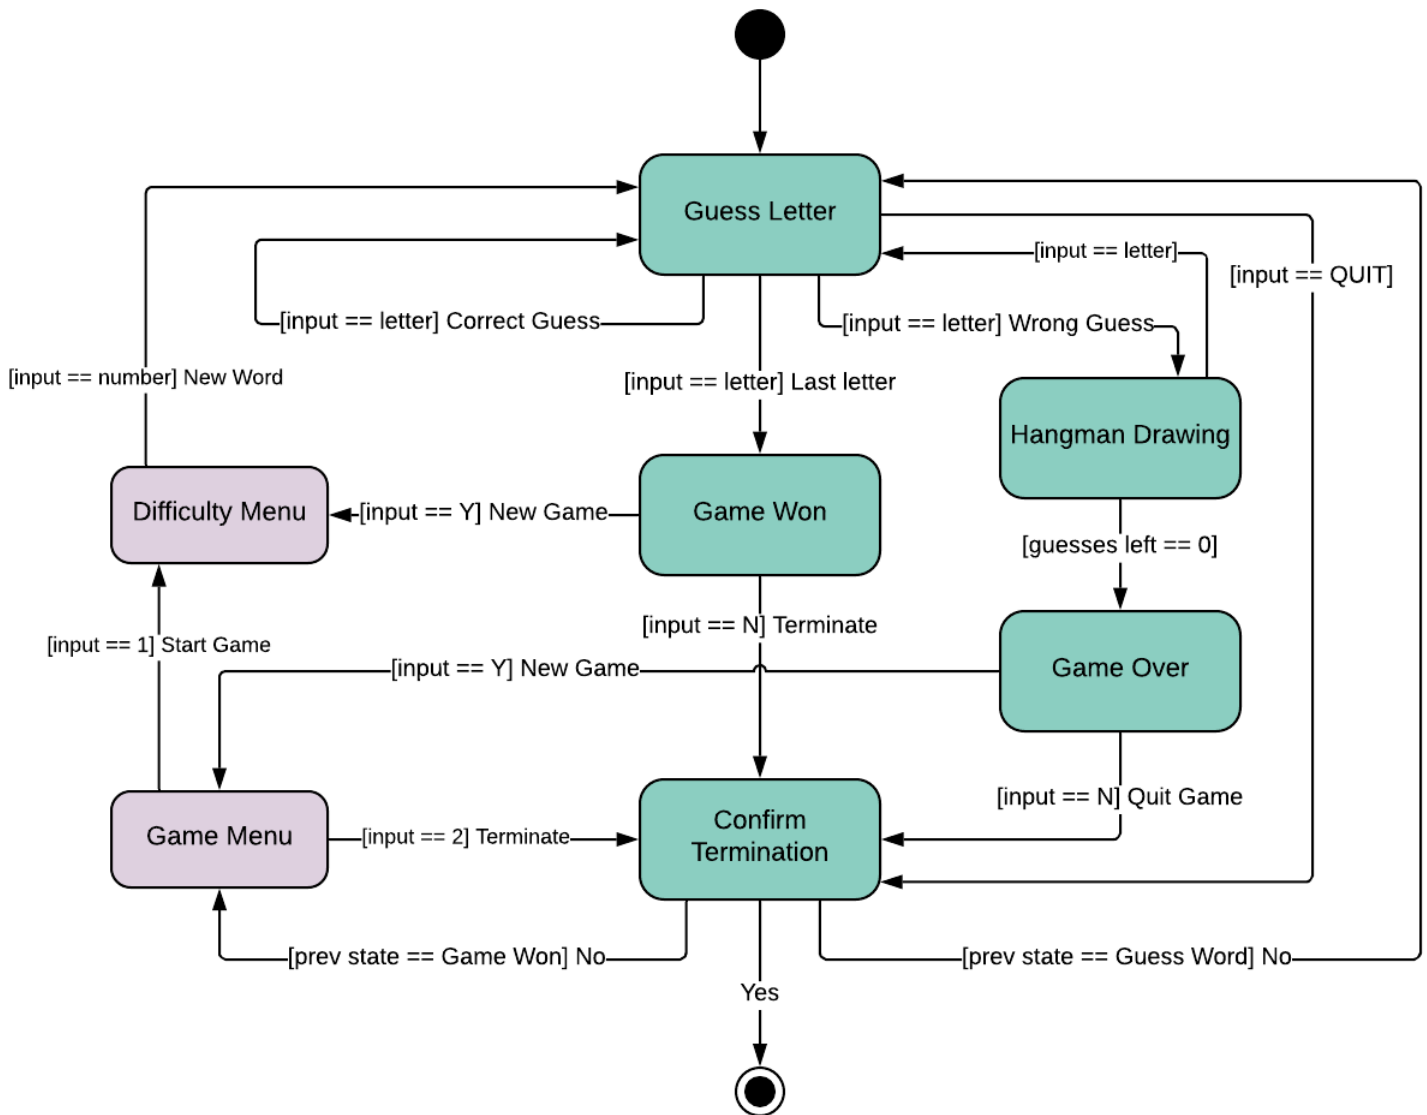 Guess Letter
[input == letter]
[input == QUIT]
[input == letter] Correct Guess
[input == letter] Wrong Guess
[input == number] New Word
[input == letter] Last letter
Hangman Drawing
Difficulty Menu
[input == Y] New Game
Game Won
[guesses left == 0]
[input == N] Terminate
[input == 1] Start Game
[input == Y] New Game
Game Over
[input == N] Quit Game
Game Menu
[input == 2] Terminate
Confirm
Termination
[prev state == Game Won] No
[prev state == Guess Word] No
Yes